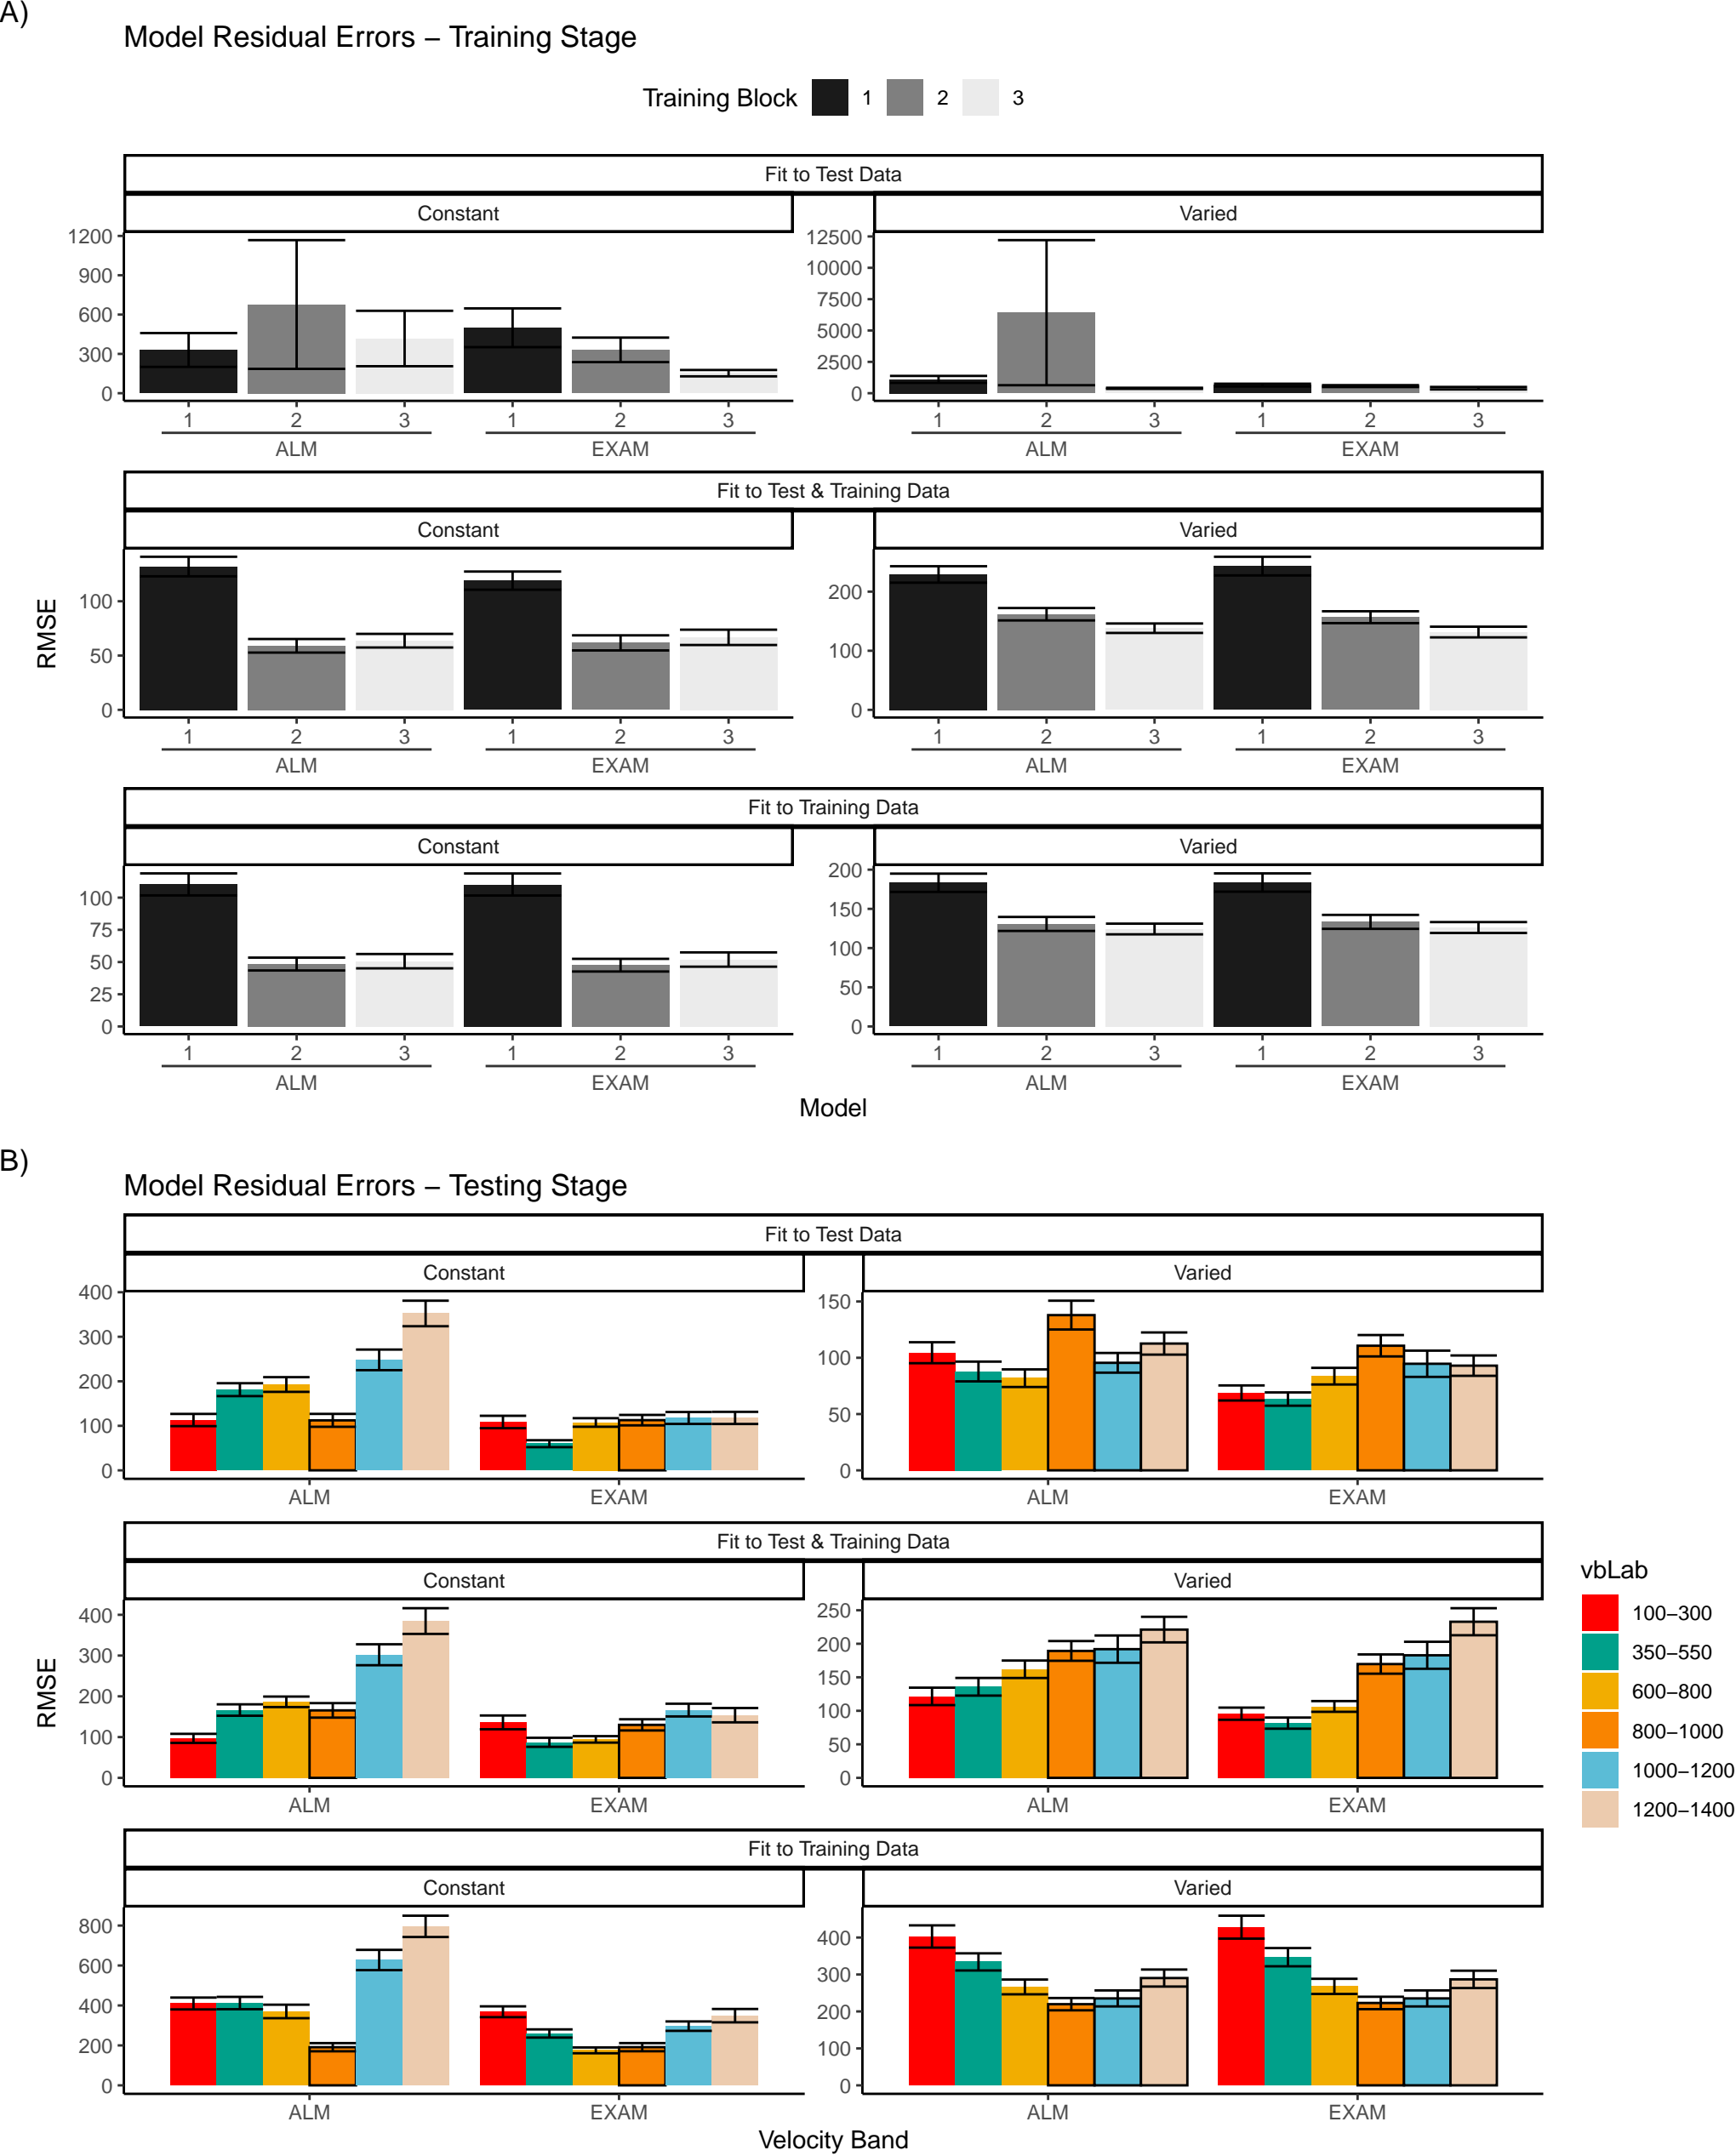 A)
Model Residual Errors – Training Stage
Training Block 1 2 3
Fit to Test Data
Constant Varied
1200 12500
10000
900 7500
600 5000
300 2500
0 0
1 2 3 1 2 3 1 2 3 1 2 3
ALM EXAM ALM EXAM
Fit to Test & Training Data
Constant Varied
RMSE
100 200
50 100
0 0
1 2 3 1 2 3 1 2 3 1 2 3
ALM EXAM ALM EXAM
Fit to Training Data
Constant Varied
200
100 150
75 100
50
25 50
0 0
1 2 3 1 2 3 1 2 3 1 2 3
ALM EXAM ALM EXAM
Model
B)
Model Residual Errors – Testing Stage
Fit to Test Data
Constant Varied
400 150
300 100
200
100 50
0 0
ALM EXAM ALM EXAM
Fit to Test & Training Data
Constant Varied
RMSE
400 250
300 200
200 150
100 100
50
0 0
ALM EXAM ALM EXAM
vbLab
100–300
350–550
600–800
800–1000
1000–1200
1200–1400
Fit to Training Data
Constant Varied
800 400
600 300
400 200
200 100
0 0
ALM EXAM ALM EXAM
Velocity Band